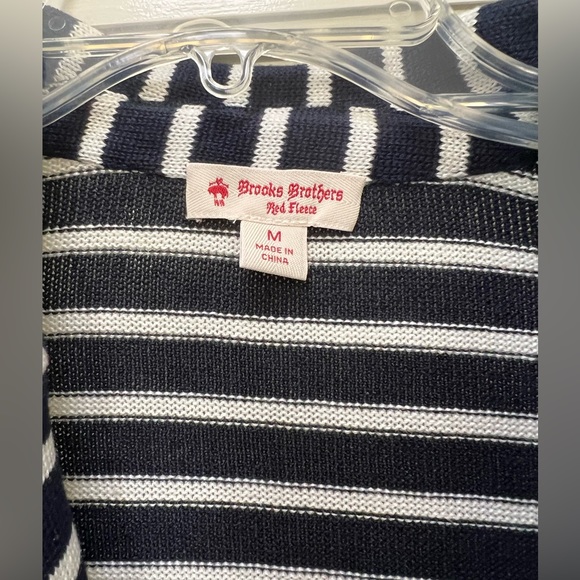 Brooks Brothers
Red Fleece
M
MADE IN
CHINA